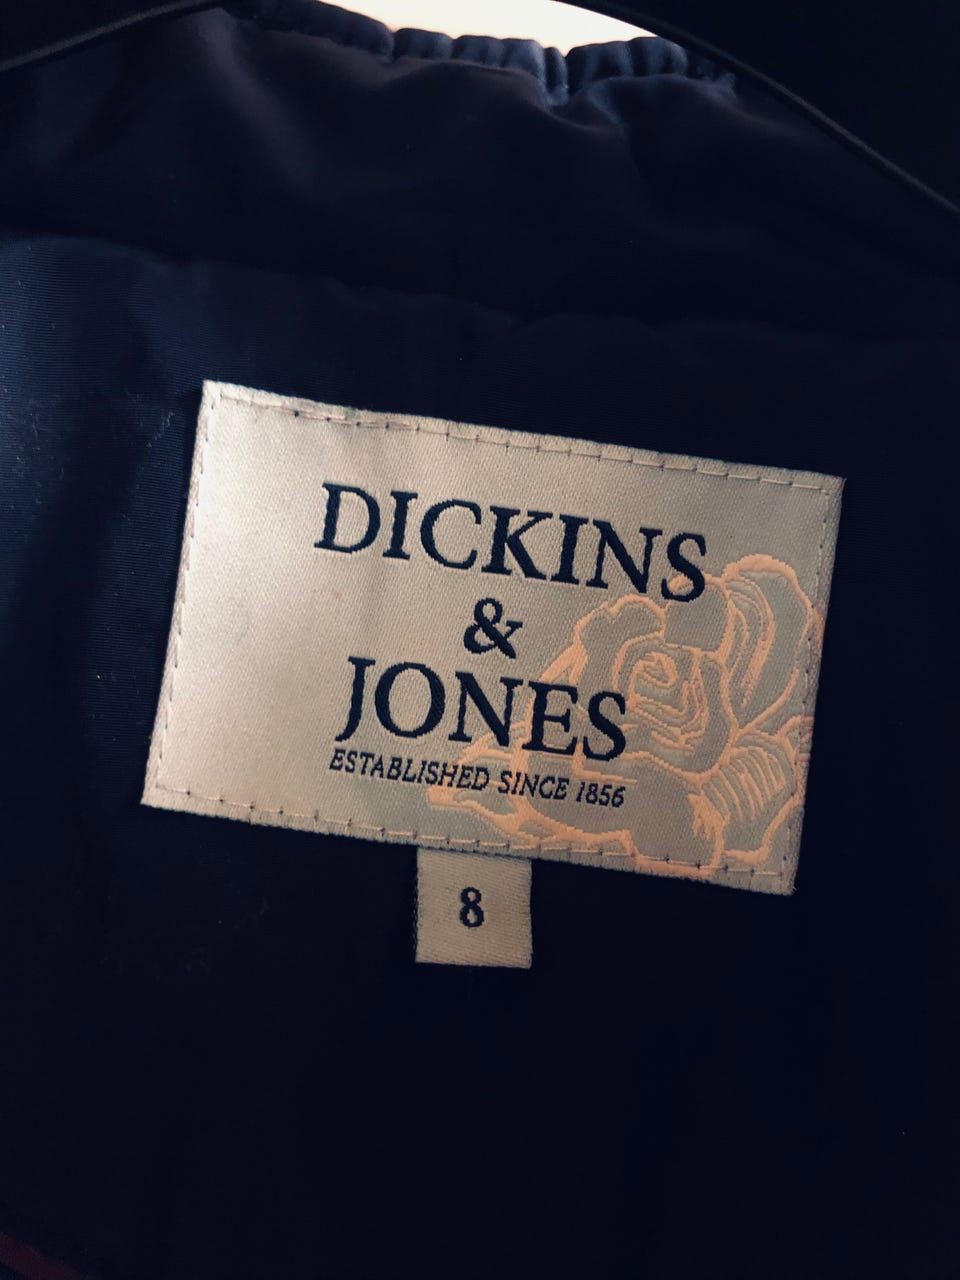 DICKINS
&
JONES
ESTABLISHED SINCE 1856
8